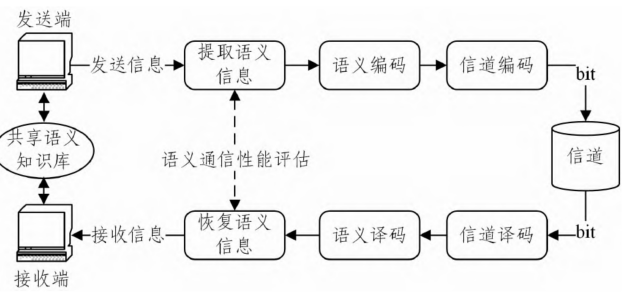 发送端
发送信息
提取语义
信息
语义编码
信道编码
bit
共享语义
知识库
语义通信性能评估
信道
接收信息
恢复语义
信息
语义译码
信道译码
bit
接收端